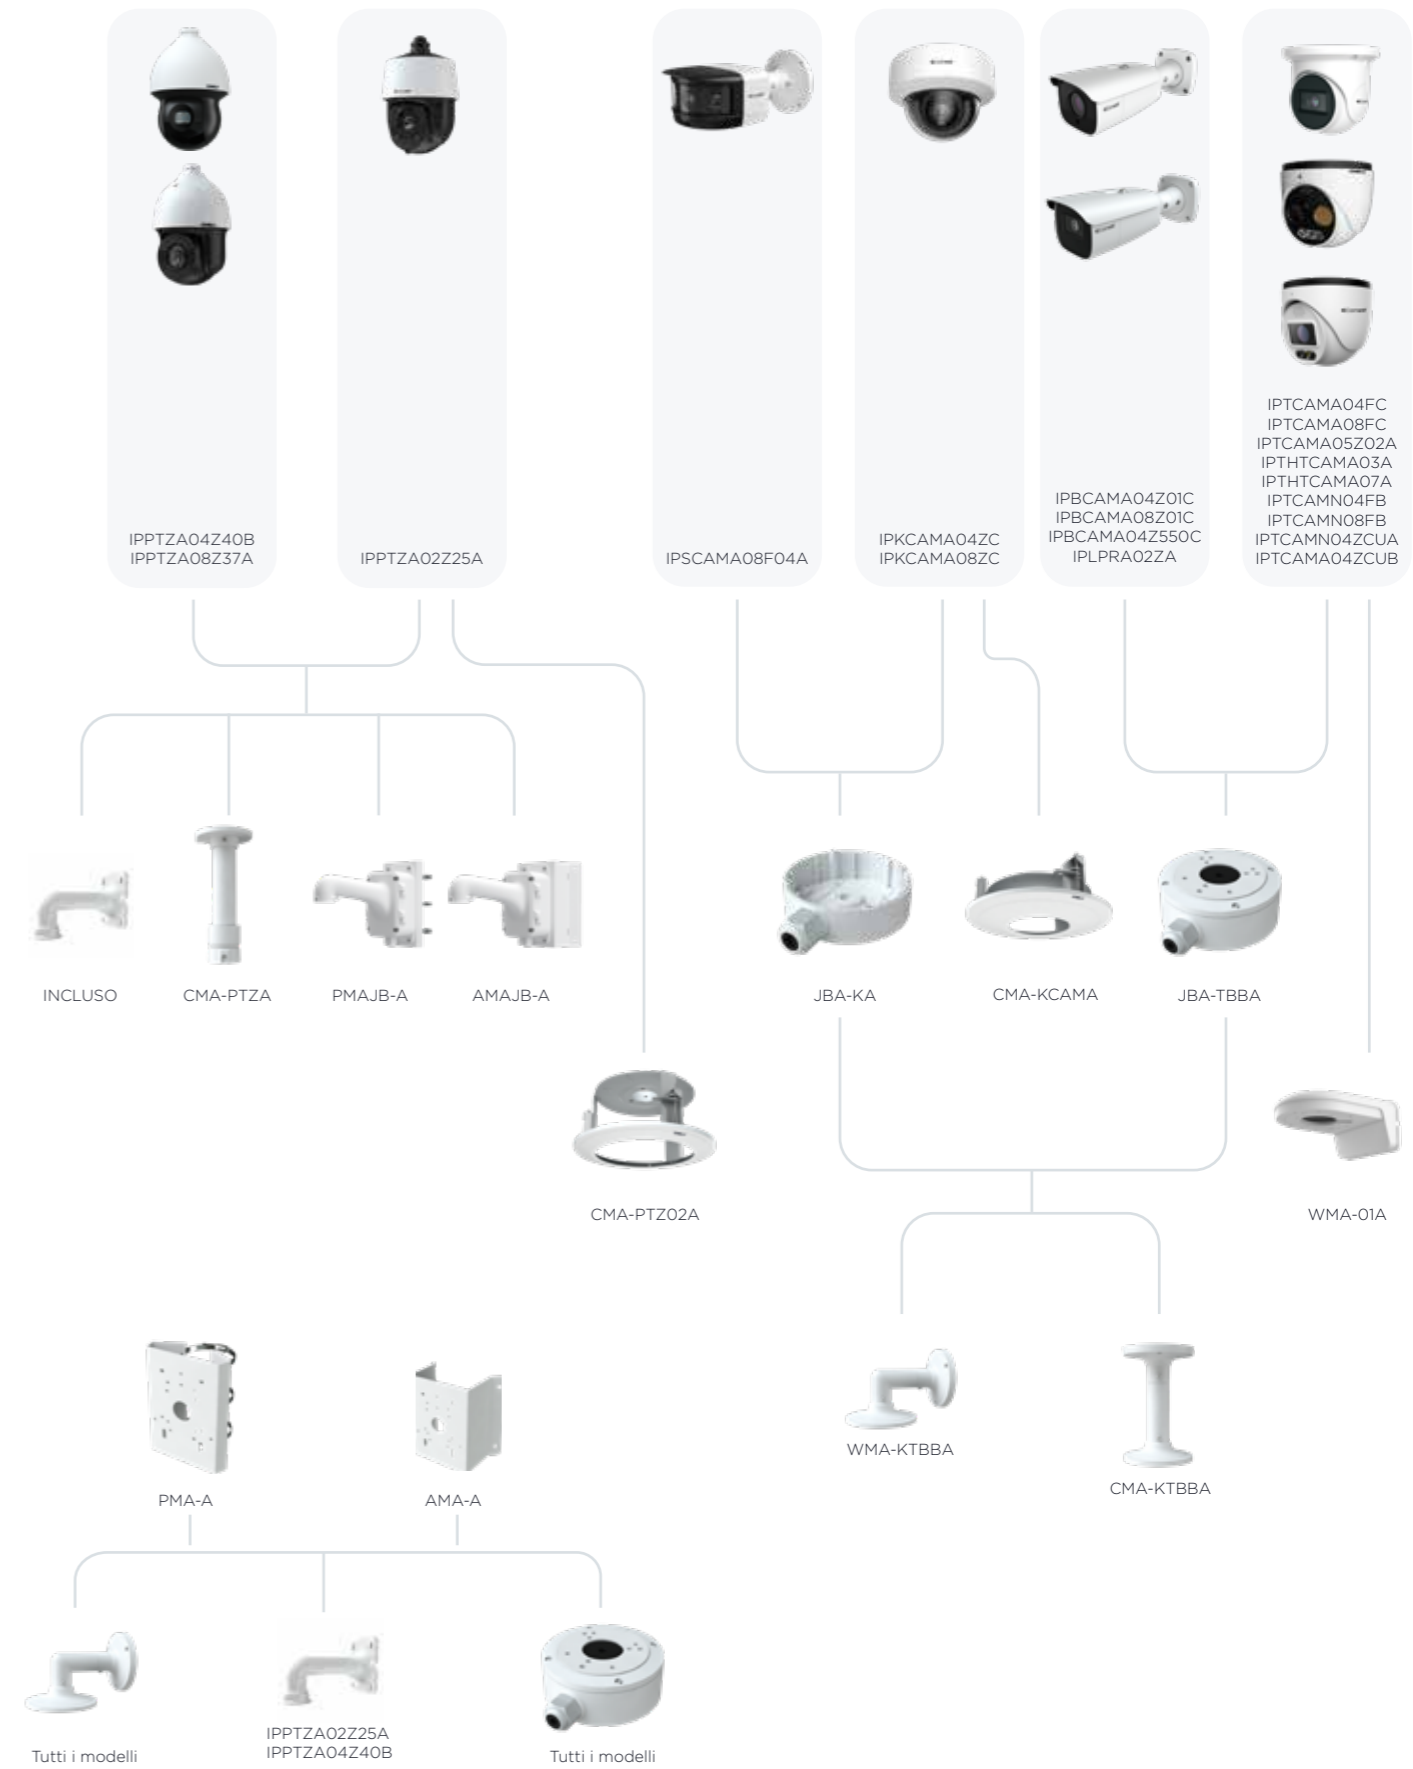 IPPTZA04Z40B
IPPTZA08Z37A
IPPTZA02Z25A
IPSCAMA08F04A
IPKCAMA04ZC
IPKCAMA08ZC
IPBCAMA04Z01C
IPBCAMA08Z01C
IPBCAMA04Z550C
IPLPRA02ZA
IPTCAMA04FC
IPTCAMA08FC
IPTCAMA05Z02A
IPTHTCAMA03A
IPTHTCAMA07A
IPTCAMN04FB
IPTCAMN08FB
IPTCAMN04ZCUA
IPTCAMA04ZCUB
INCLUSO
CMA-PTZA
PMAJB-A
AMAJB-A
JBA-KA
CMA-KCAMA
JBA-TBBA
CMA-PTZ02A
WMA-01A
WMA-KTBBA
CMA-KTBBA
PMA-A
AMA-A
Tutti i modelli
IPPTZA02Z25A
IPPTZA04Z40B
Tutti i modelli